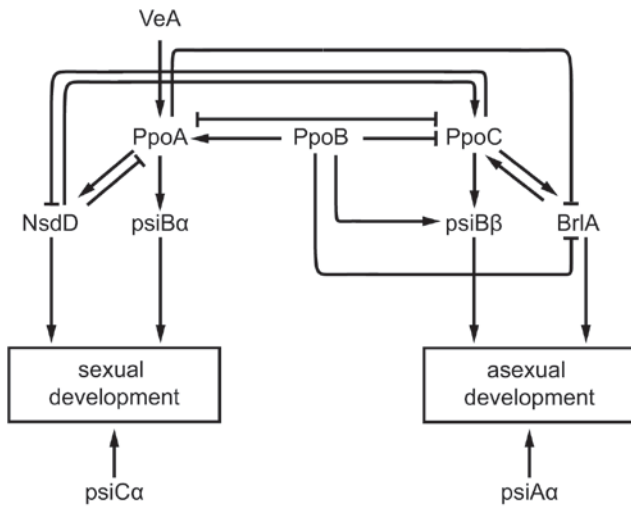 VeA
PpoA PpoB PpoC
NsdD psiBα psiBβ BrlA
sexual
development
asexual
development
psiCα psiAα